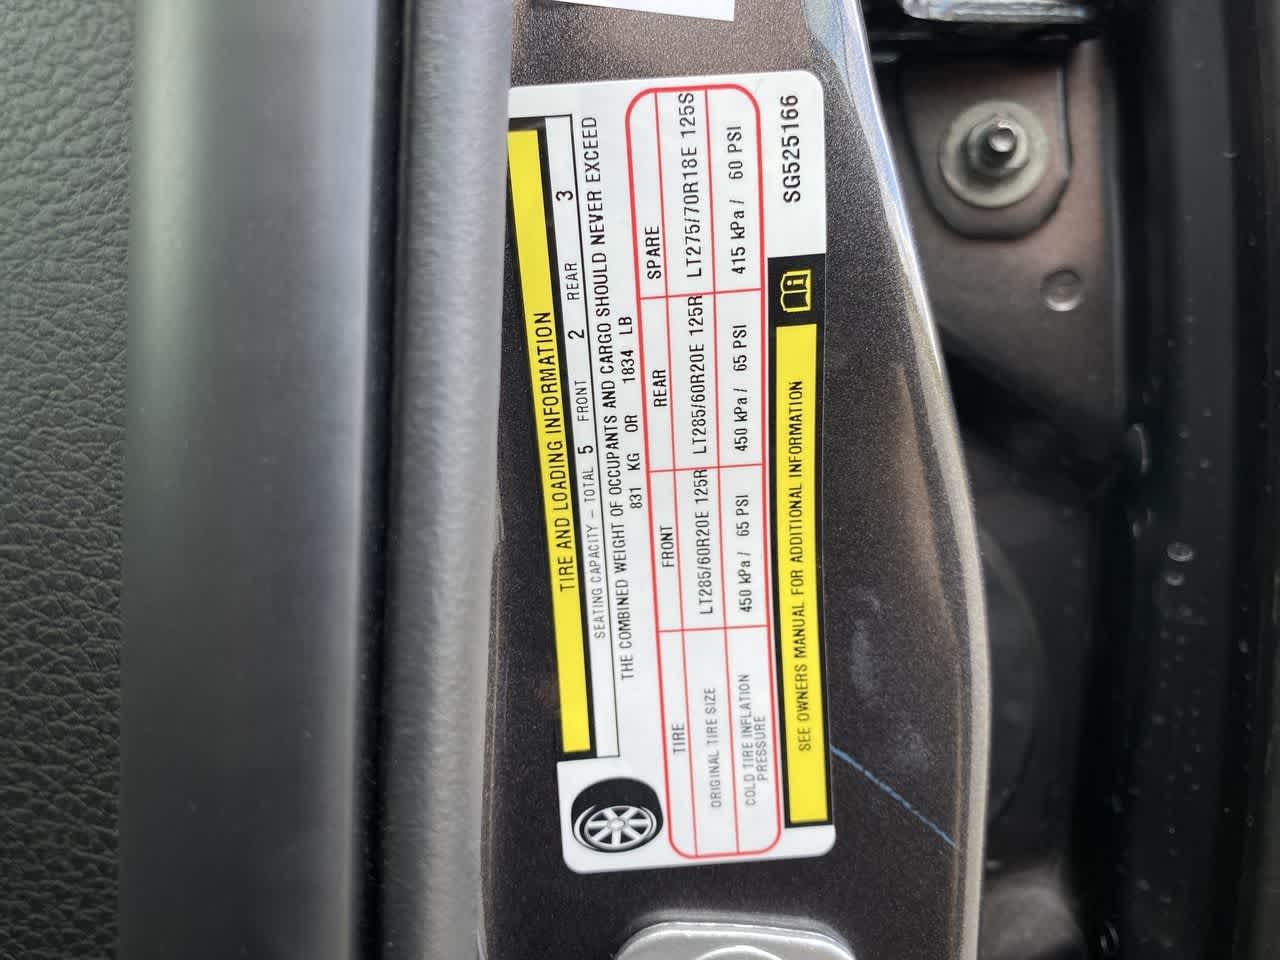 TIRE AND LOADING INFORMATION
SEATING CAPACITY – TOTAL 5 FRONT 2 REAR 3
THE COMBINED WEIGHT OF OCCUPANTS AND CARGO SHOULD NEVER EXCEED
831 KG OR 1834 LB
TIRE FRONT REAR SPARE
ORIGINAL TIRE SIZE LT285/60R20E 125R LT285/60R20E 125R LT275/70R18E 125S
COLD TIRE INFLATION PRESSURE 450 kPa / 65 PSI 450 kPa / 65 PSI 415 kPa / 60 PSI
SEE OWNERS MANUAL FOR ADDITIONAL INFORMATION
SG525166